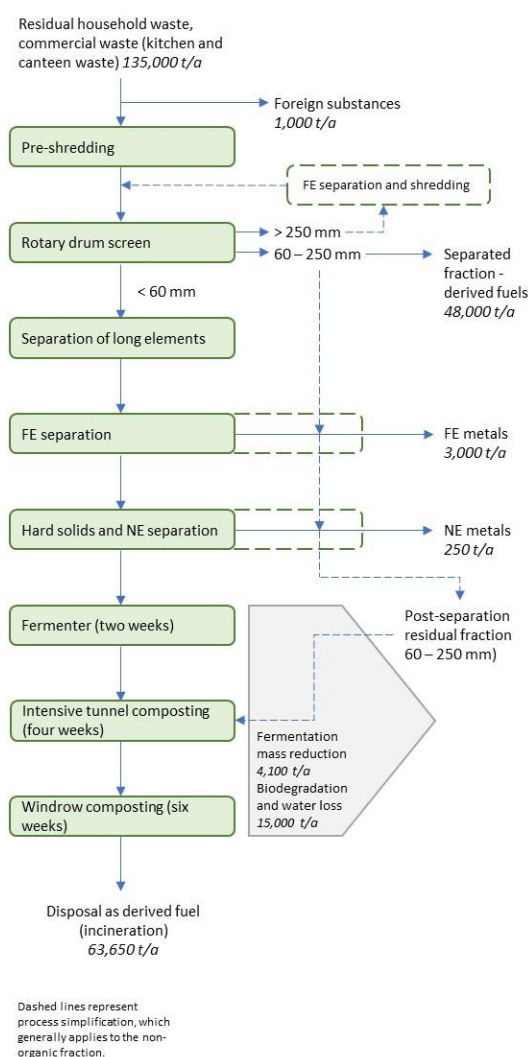 Residual household waste,
commercial waste (kitchen and
canteen waste) 135,000 t/a
Foreign substances
1,000 t/a
Pre-shredding
FE separation and shredding
Rotary drum screen
> 250 mm
60 – 250 mm
Separated
fraction -
derived fuels
48,000 t/a
< 60 mm
Separation of long elements
FE separation
FE metals
3,000 t/a
Hard solids and NE separation
NE metals
250 t/a
Fermenter (two weeks)
Post-separation
residual fraction
60 – 250 mm)
Intensive tunnel composting
(four weeks)
Fermentation
mass reduction
4,100 t/a
Biodegradation
and water loss
15,000 t/a
Windrow composting (six
weeks)
Disposal as derived fuel
(incineration)
63,650 t/a
Dashed lines represent
process simplification, which
generally applies to the non-
organic fraction.